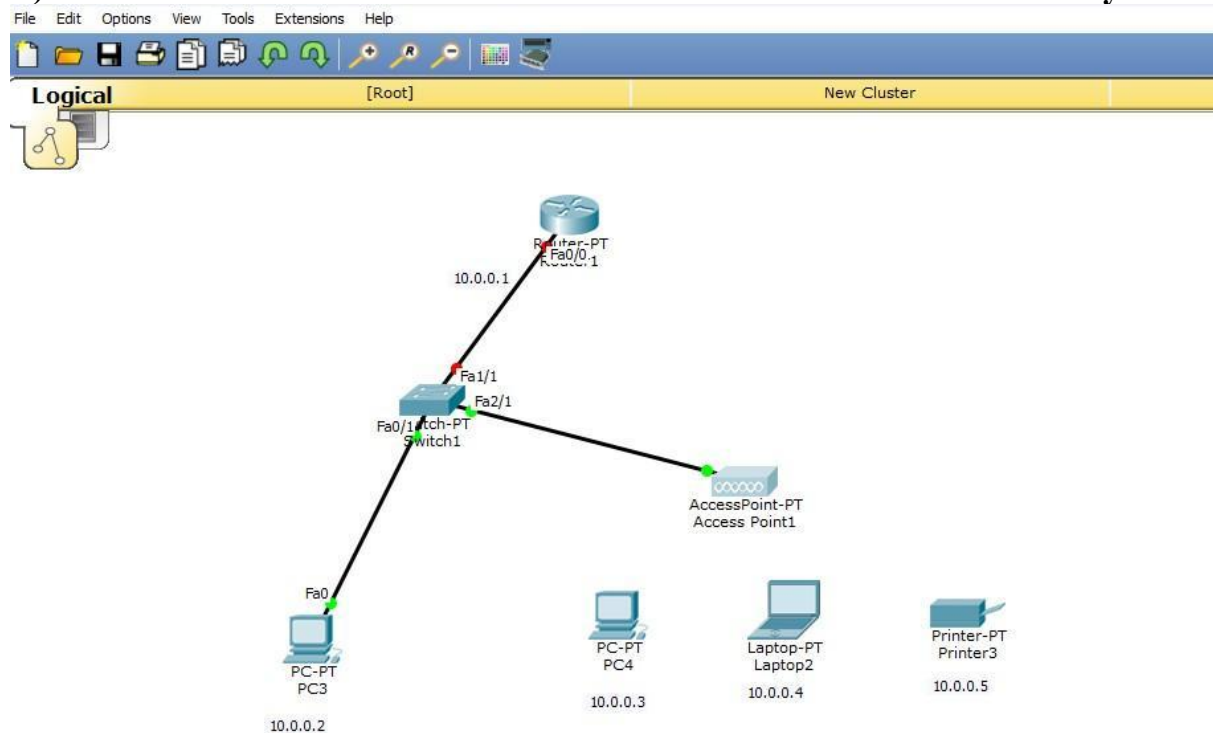 File Edit Options View Tools Extensions Help
Logical [Root] New Cluster
Router-PT
Fa0/0
Router1
10.0.0.1
Fa1/1
Fa2/1
Fa0/1
Switch1
AccessPoint-PT
Access Point1
Fa0
PC-PT
PC3
10.0.0.2
PC-PT
PC4
10.0.0.3
Laptop-PT
Laptop2
10.0.0.4
Printer-PT
Printer3
10.0.0.5